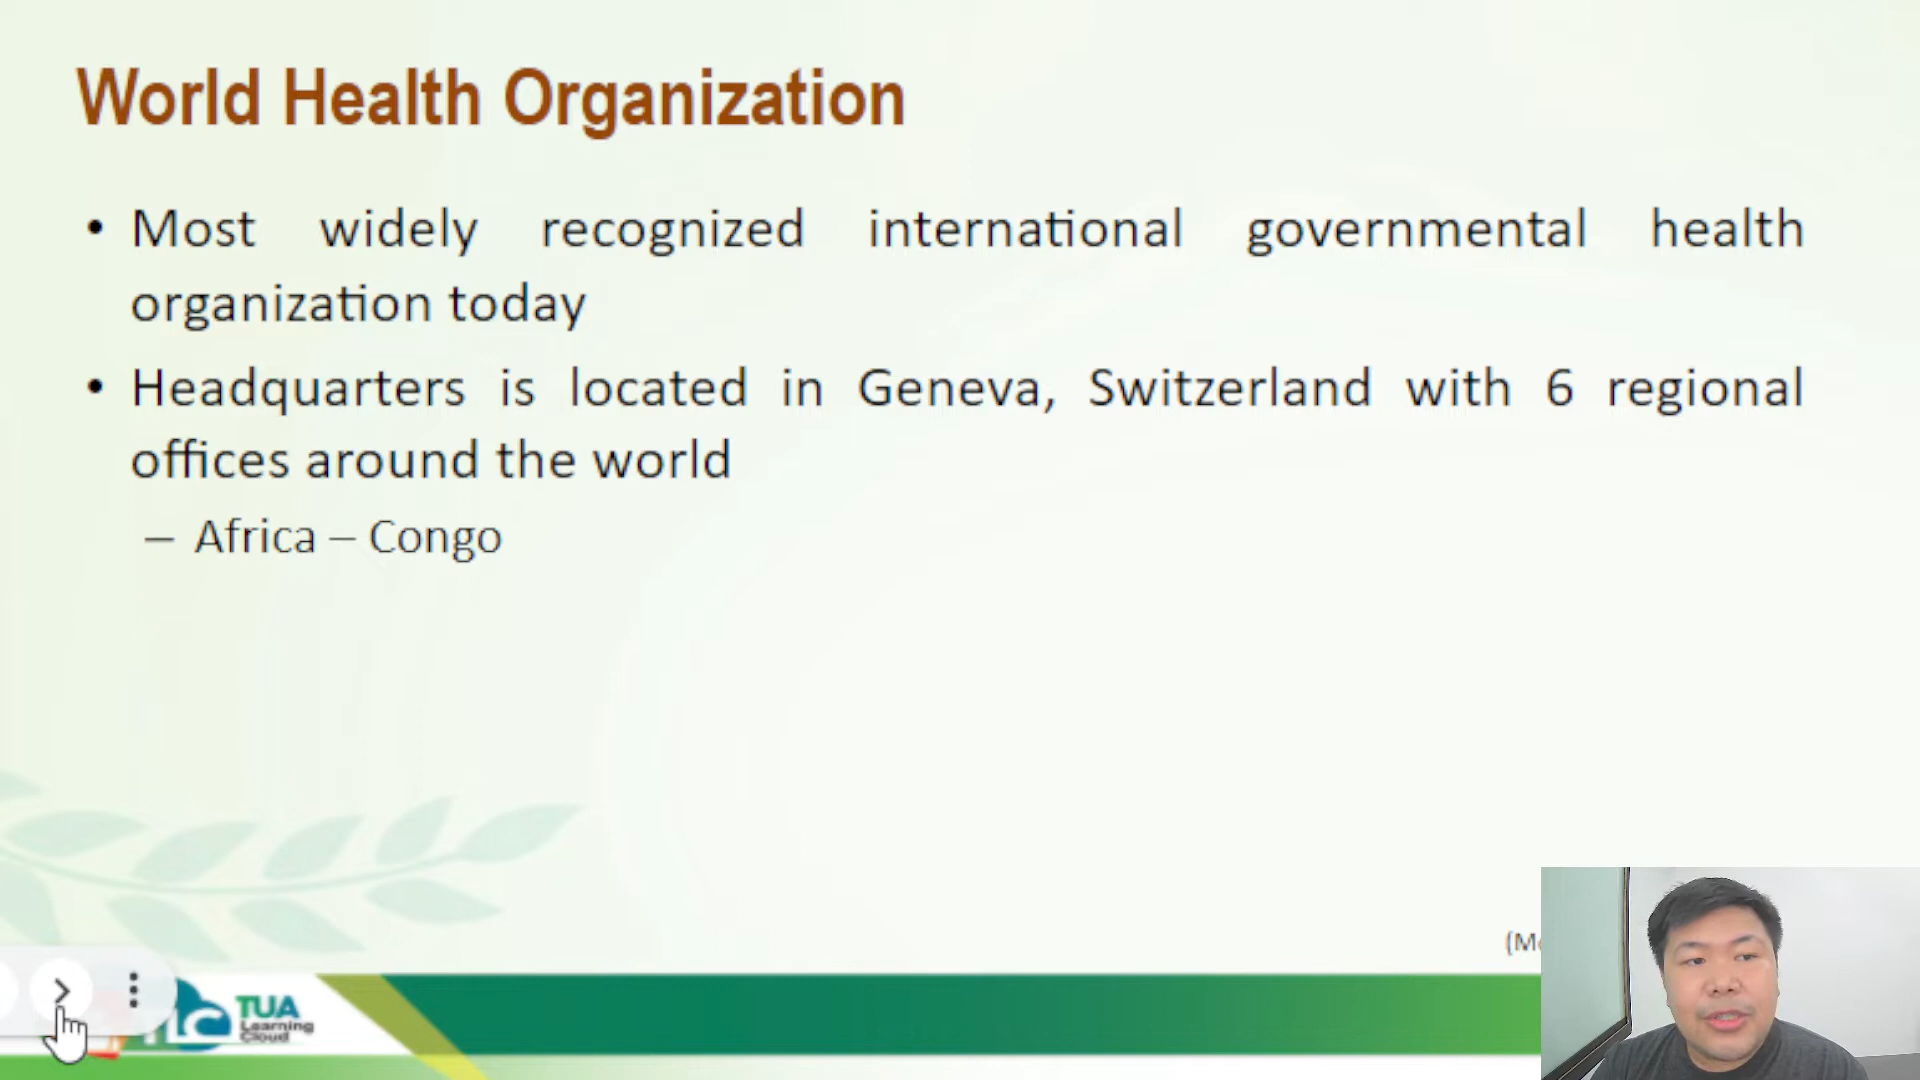 World Health Organization
• Most widely recognized international governmental health
organization today
• Headquarters is located in Geneva, Switzerland with 6 regional
offices around the world
– Africa – Congo
TUA
Learning
Cloud